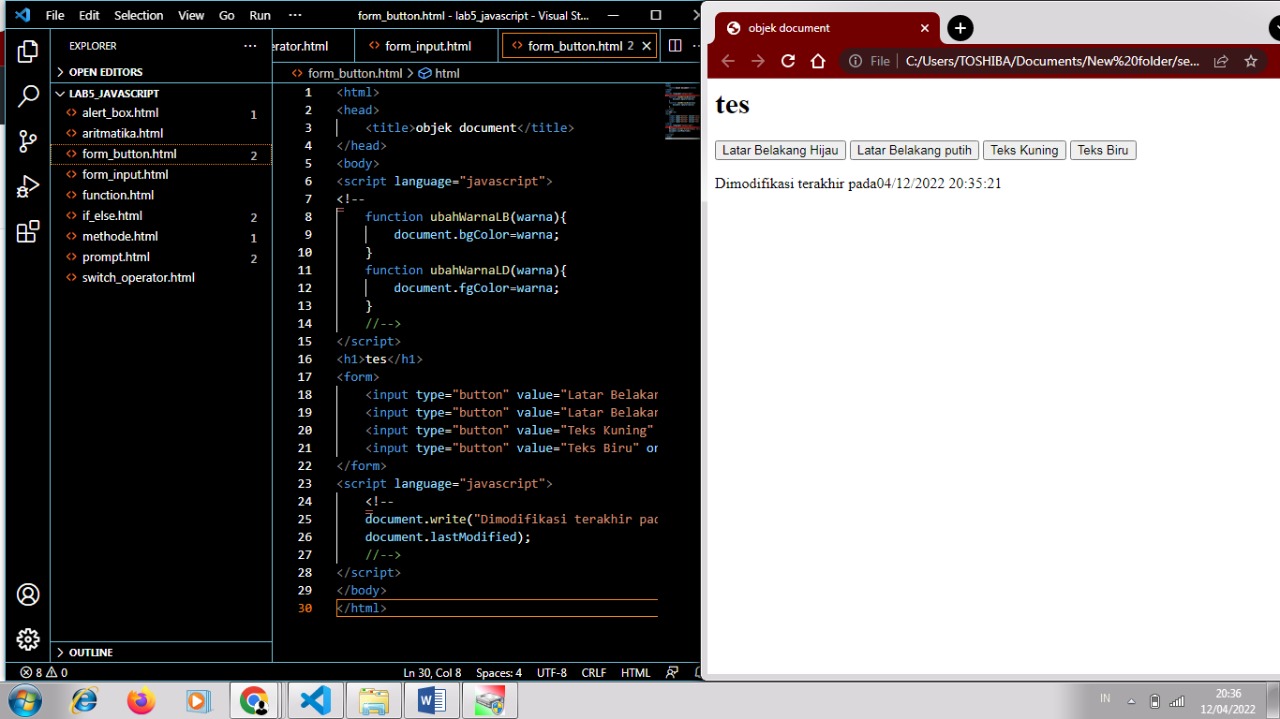 File Edit Selection View Go Run ··· form_button.html - lab5_javascript - Visual St...
EXPLORER ···
OPEN EDITORS
LAB5_JAVASCRIPT
alert_box.html 1
aritmatika.html
form_button.html 2
form_input.html
function.html
if_else.html 2
methode.html 1
prompt.html 2
switch_operator.html
OUTLINE
erator.html form_input.html form_button.html 2
form_button.html > html
1 <html>
2 <head>
3 <title>objek document</title>
4 </head>
5 <body>
6 <script language="javascript">
7 <!--
8 function ubahWarnaLB(warna){
9 document.bgColor=warna;
10 }
11 function ubahWarnaLD(warna){
12 document.fgColor=warna;
13 }
14 //-->
15 </script>
16 <h1>tes</h1>
17 <form>
18 <input type="button" value="Latar Belakan
19 <input type="button" value="Latar Belakan
20 <input type="button" value="Teks Kuning"
21 <input type="button" value="Teks Biru" on
22 </form>
23 <script language="javascript">
24 <!--
25 document.write("Dimodifikasi terakhir pad
26 document.lastModified);
27 //-->
28 </script>
29 </body>
30 </html>
8 0 Ln 30, Col 8 Spaces: 4 UTF-8 CRLF HTML
objek document
File C:/Users/TOSHIBA/Documents/New%20folder/se...
tes
Latar Belakang Hijau Latar Belakang putih Teks Kuning Teks Biru
Dimodifikasi terakhir pada04/12/2022 20:35:21
IN 20:36
12/04/2022